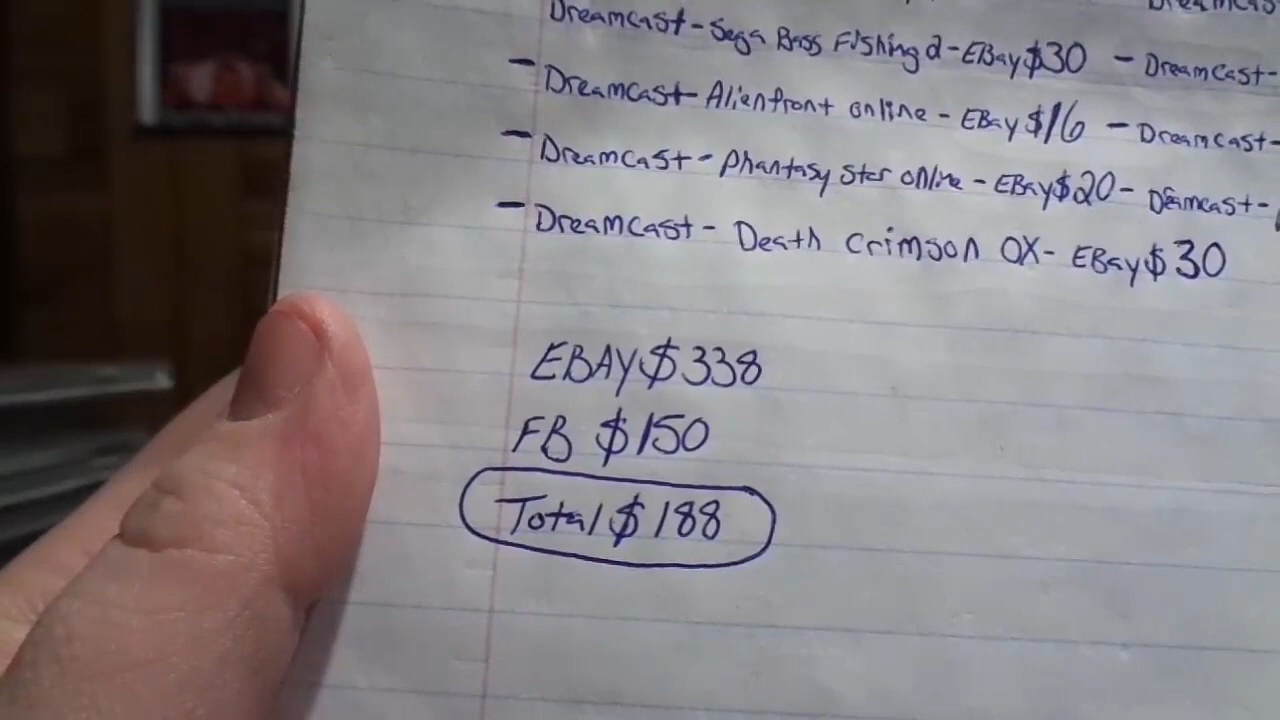 Dreamcast
Dreamcast - Sega Bass Fishing 2 - EBay $30 - Dreamcast-
- Dreamcast - Alienfront online - EBay $16 - Dreamcast-
- Dreamcast - Phantasy Star online - EBay $20 - Dreamcast-
- Dreamcast - Death Crimson OX - EBay $30
EBAY $338
FB $150
Total $188